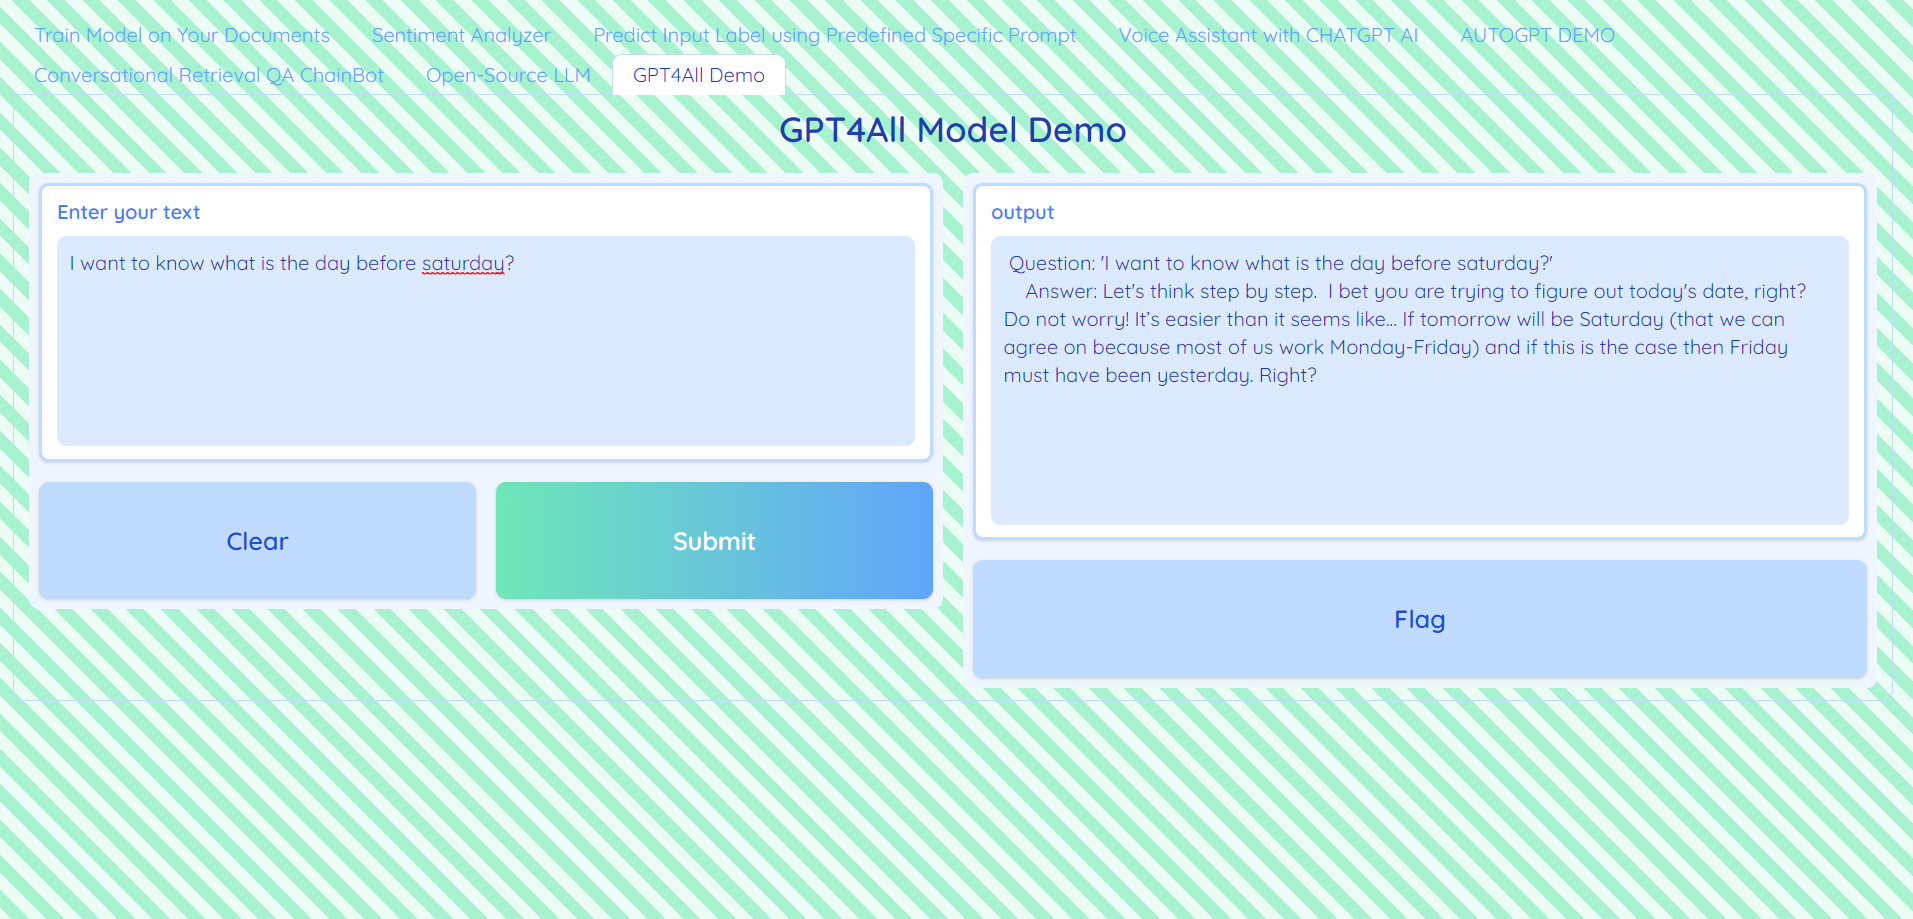 Train Model on Your Documents Sentiment Analyzer Predict Input Label using Predefined Specific Prompt Voice Assistant with CHATGPT AI AUTOGPT DEMO
Conversational Retrieval QA ChainBot Open-Source LLM GPT4All Demo
GPT4All Model Demo
Enter your text
I want to know what is the day before saturday?
Clear
Submit
output
Question: 'I want to know what is the day before saturday?'
Answer: Let's think step by step.  I bet you are trying to figure out today's date, right?
Do not worry! It’s easier than it seems like... If tomorrow will be Saturday (that we can
agree on because most of us work Monday-Friday) and if this is the case then Friday
must have been yesterday. Right?
Flag